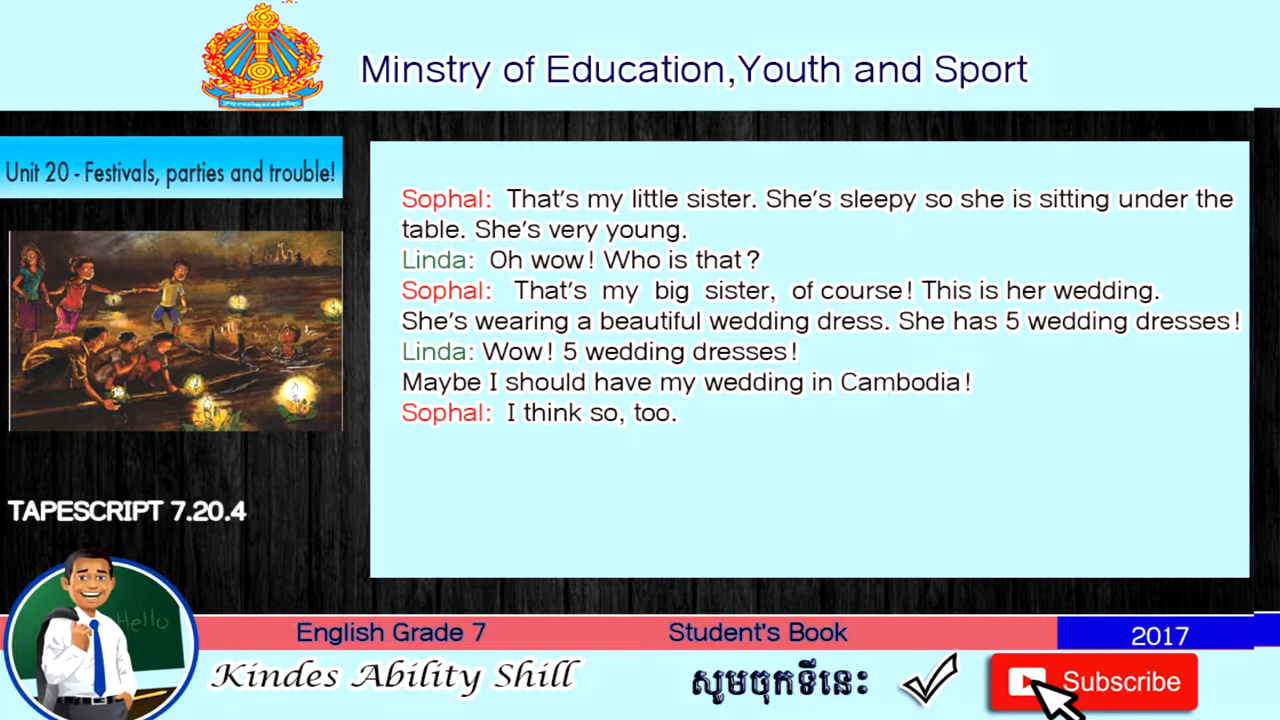 Minstry of Education,Youth and Sport
Unit 20 - Festivals, parties and trouble!
Sophal: That's my little sister. She's sleepy so she is sitting under the
table. She's very young.
Linda: Oh wow! Who is that?
Sophal: That's my big sister, of course! This is her wedding.
She's wearing a beautiful wedding dress. She has 5 wedding dresses!
Linda: Wow! 5 wedding dresses!
Maybe I should have my wedding in Cambodia!
Sophal: I think so, too.
TAPESCRIPT 7.20.4
Hello
English Grade 7
Student's Book
2017
Kindes Ability Shill
សូមចុកទីនេះ
Subscribe